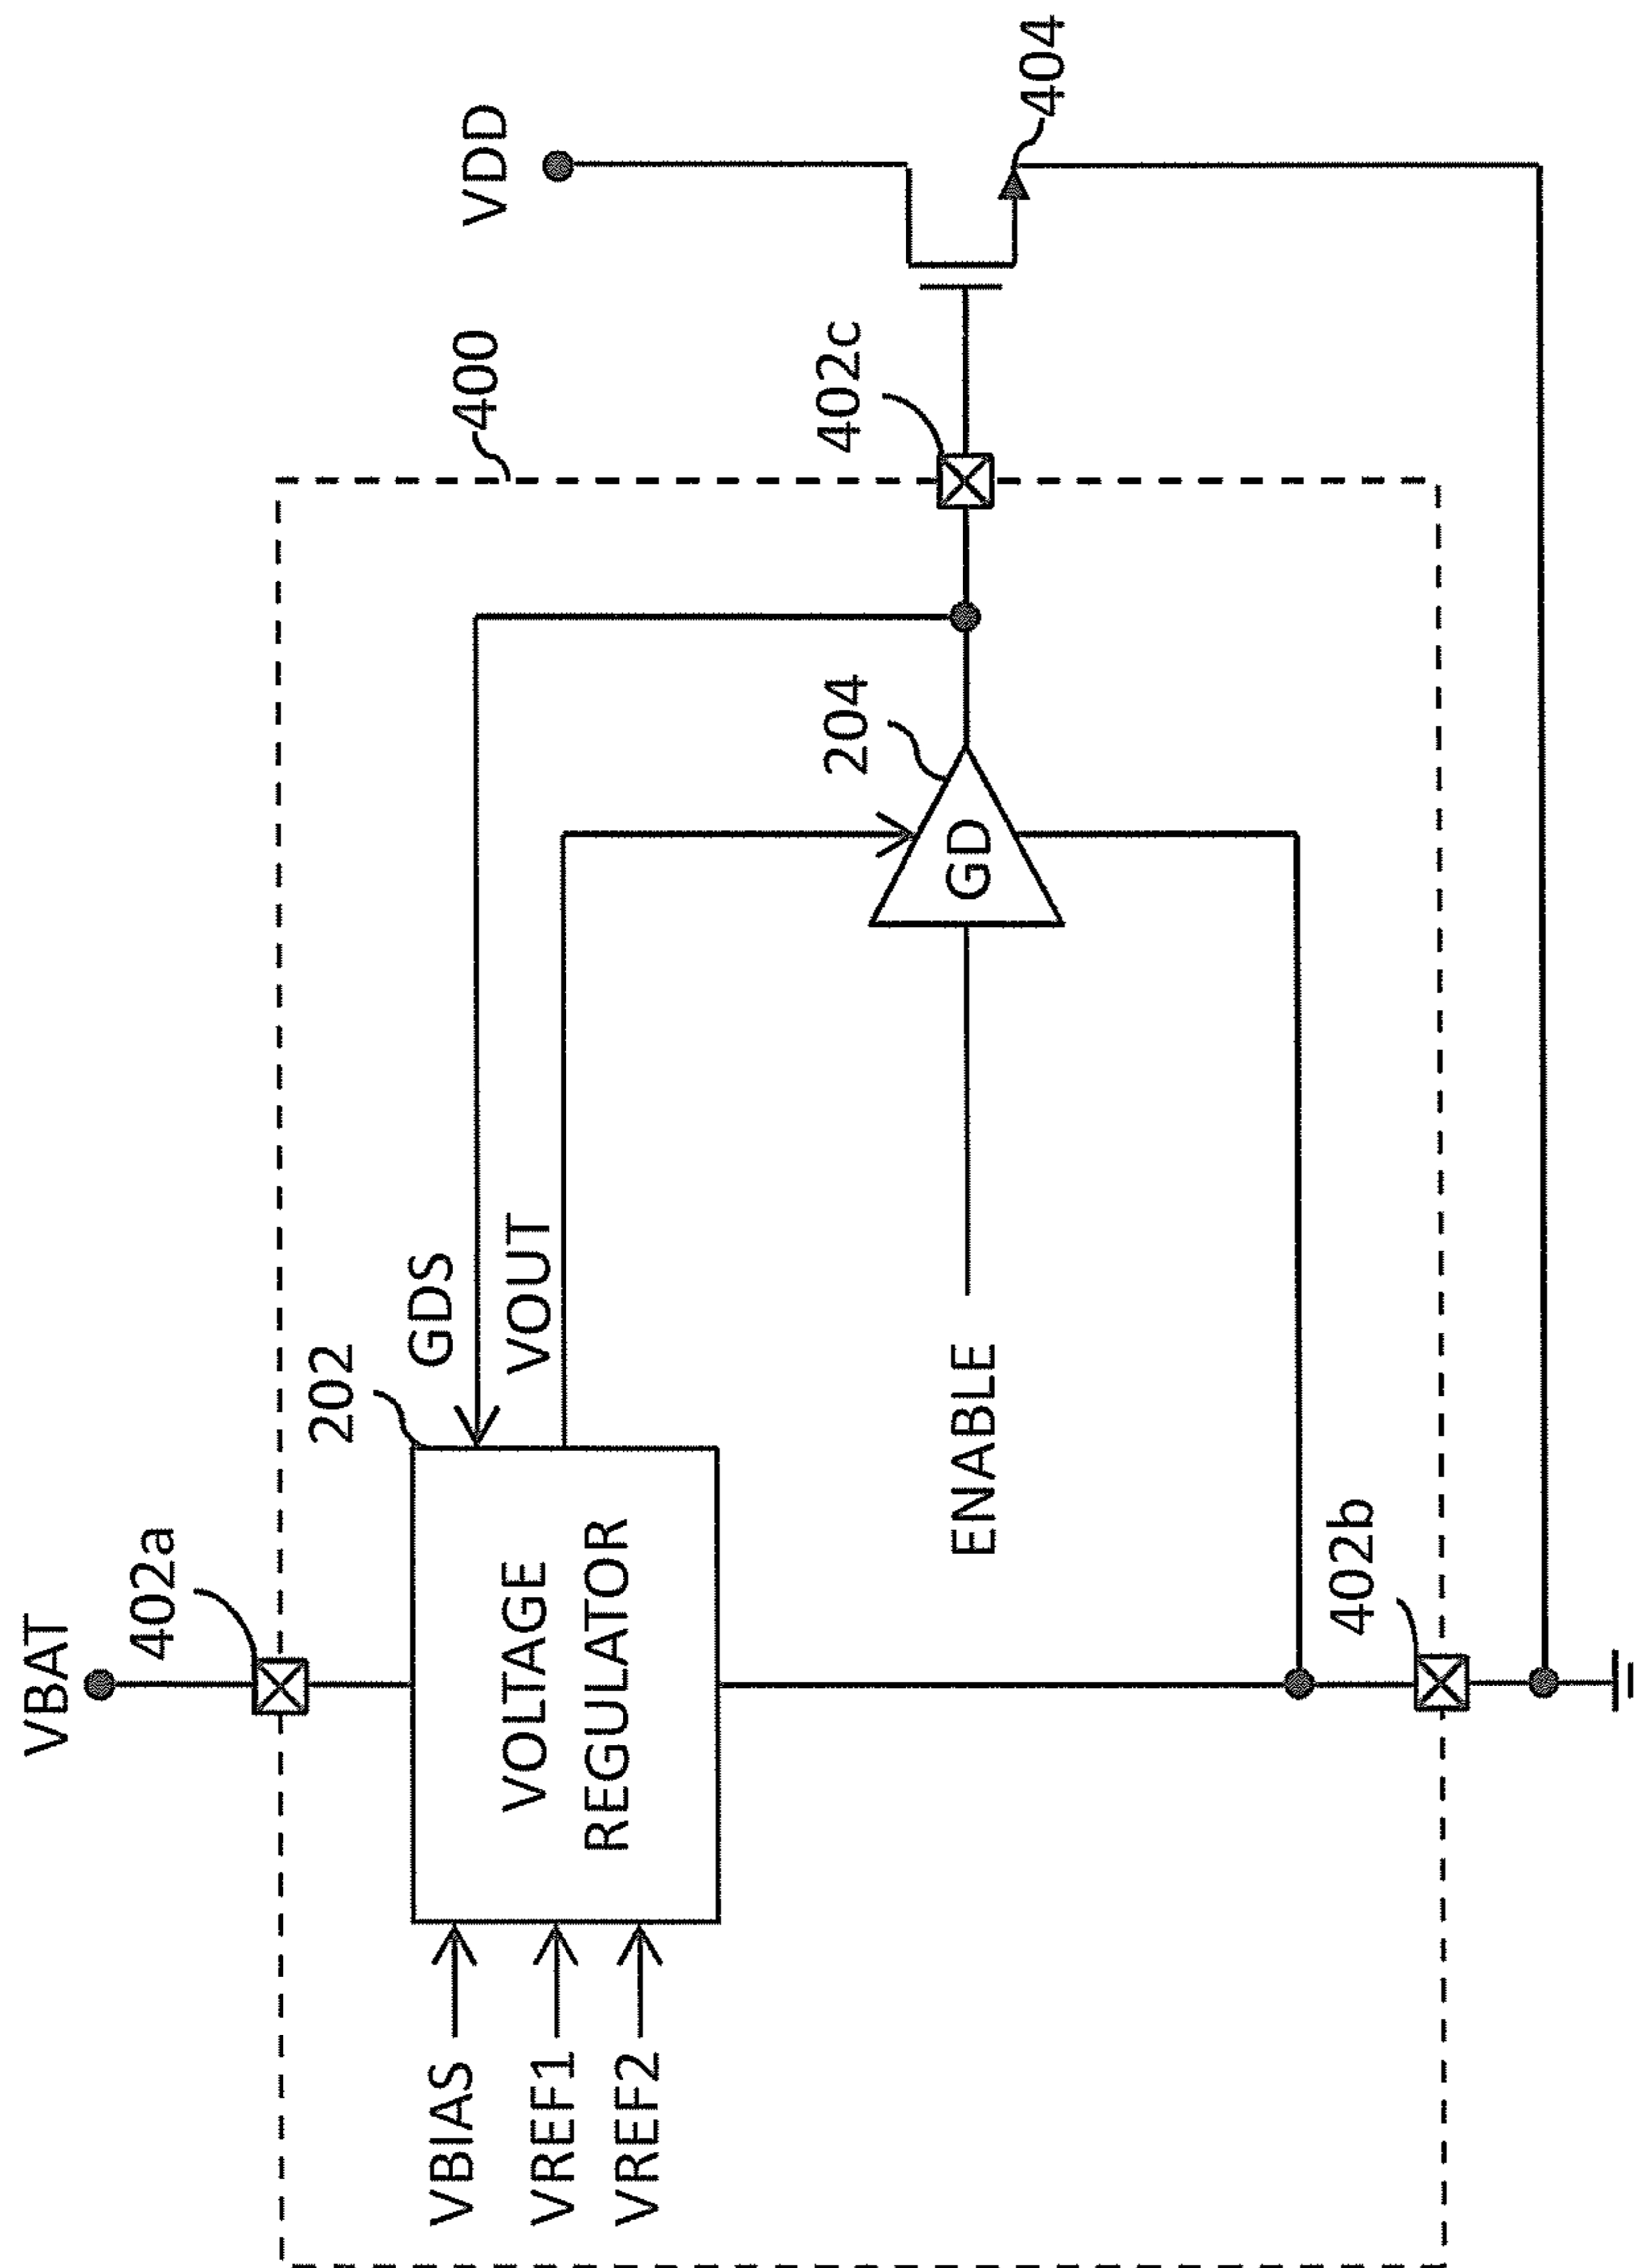 VBAT
402a
VDD
400
202
GDS
VOUT
VBIAS
VREF1
VREF2
VOLTAGE
REGULATOR
204
GD
402c
404
ENABLE
402b